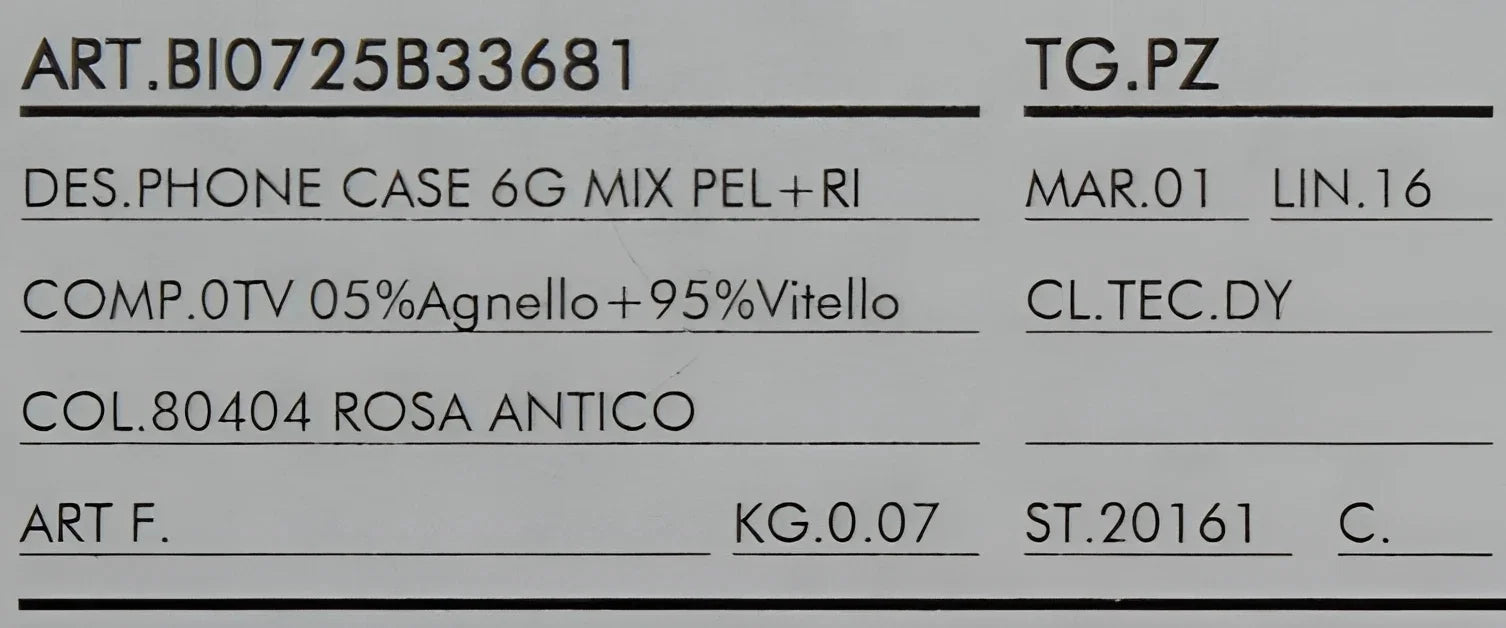 ART.BI0725B33681 TG.PZ
DES.PHONE CASE 6G MIX PEL+RI MAR.01 LIN.16
COMP.0TV 05%Agnello+95%Vitello CL.TEC.DY
COL.80404 ROSA ANTICO
ART F. KG.0.07 ST.20161 C.